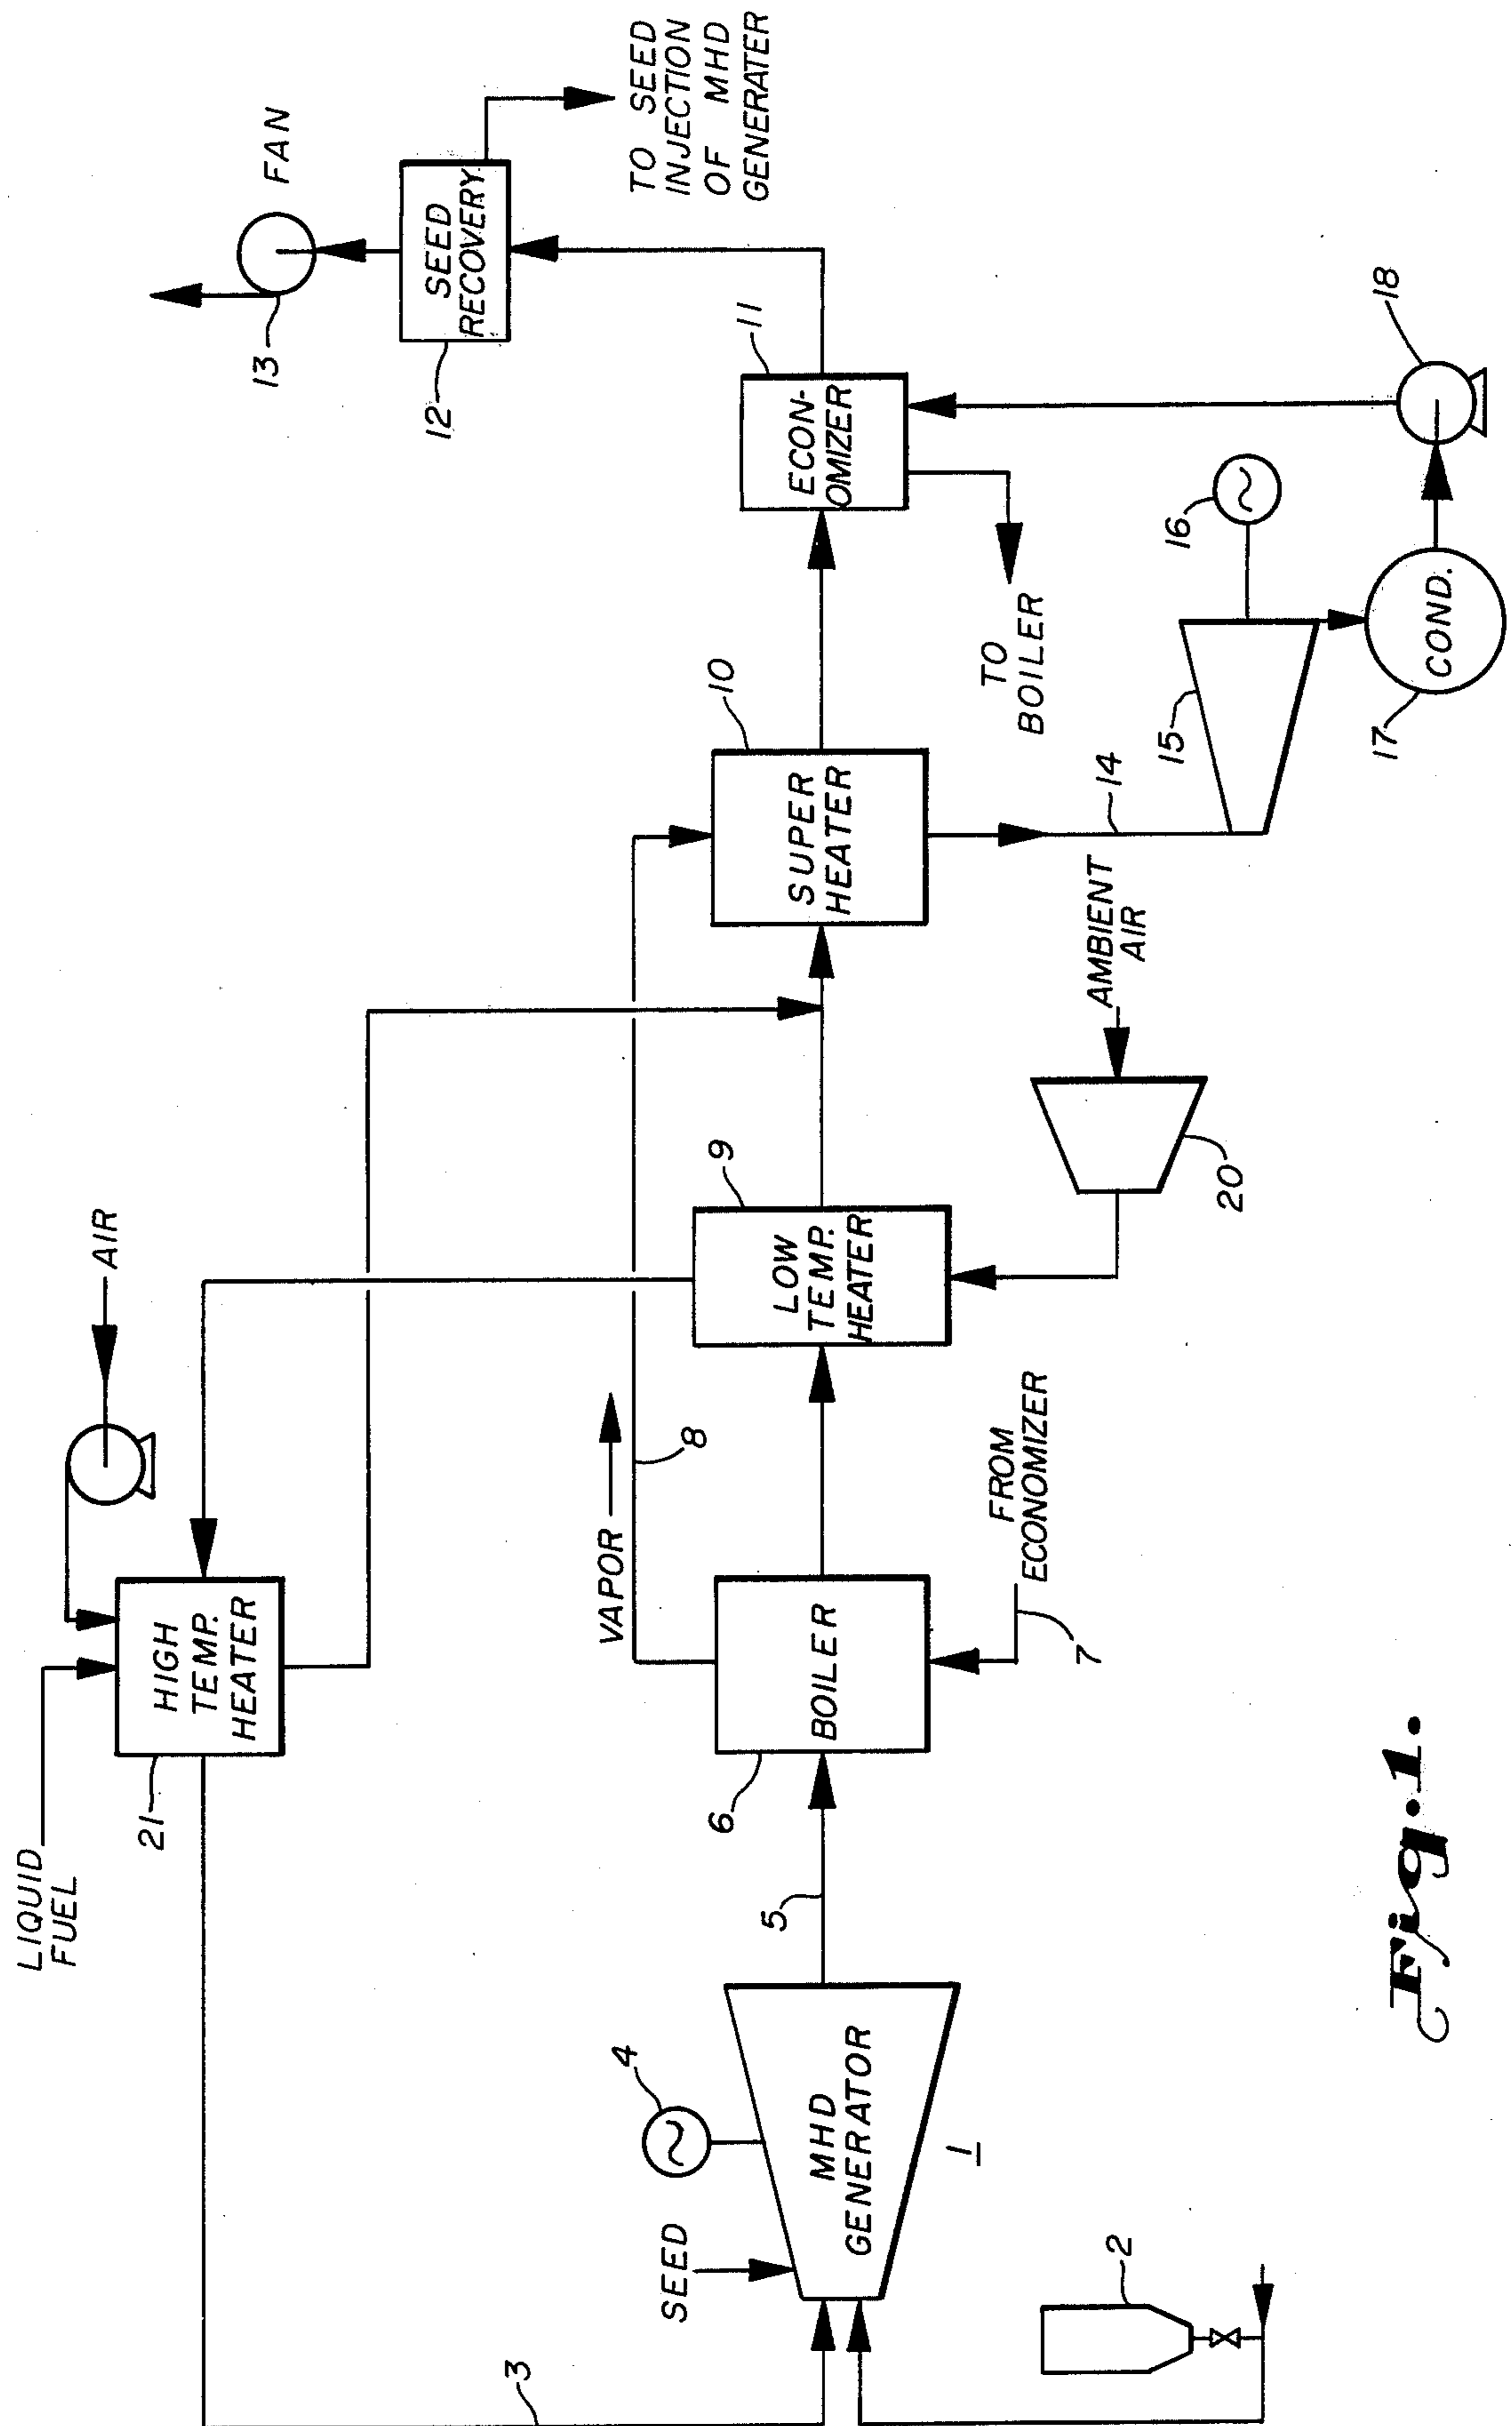 LIQUID
FUEL
AIR
21
HIGH
TEMP.
HEATER
13
FAN
12
SEED
RECOVERY
TO SEED
INJECTION
OF MHD
GENERATER
3
SEED
4
MHD
GENERATOR
1
2
5
6
BOILER
VAPOR
8
7
FROM
ECONOMIZER
9
LOW
TEMP.
HEATER
20
AMBIENT
AIR
10
SUPER
HEATER
14
15
16
17
COND.
18
11
ECON-
OMIZER
TO
BOILER
Fig. 1.